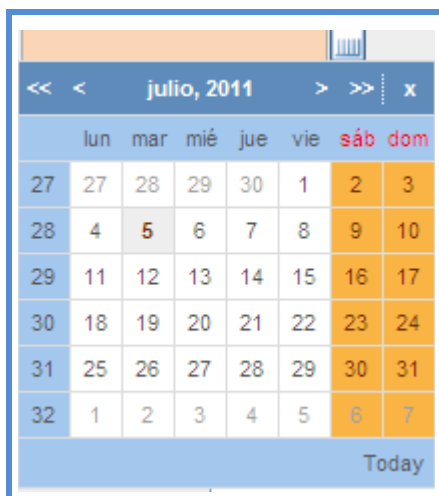 << < julio, 2011 > >> x
lun mar mié jue vie sáb dom
27 27 28 29 30 1 2 3
28 4 5 6 7 8 9 10
29 11 12 13 14 15 16 17
30 18 19 20 21 22 23 24
31 25 26 27 28 29 30 31
32 1 2 3 4 5 6 7
Today